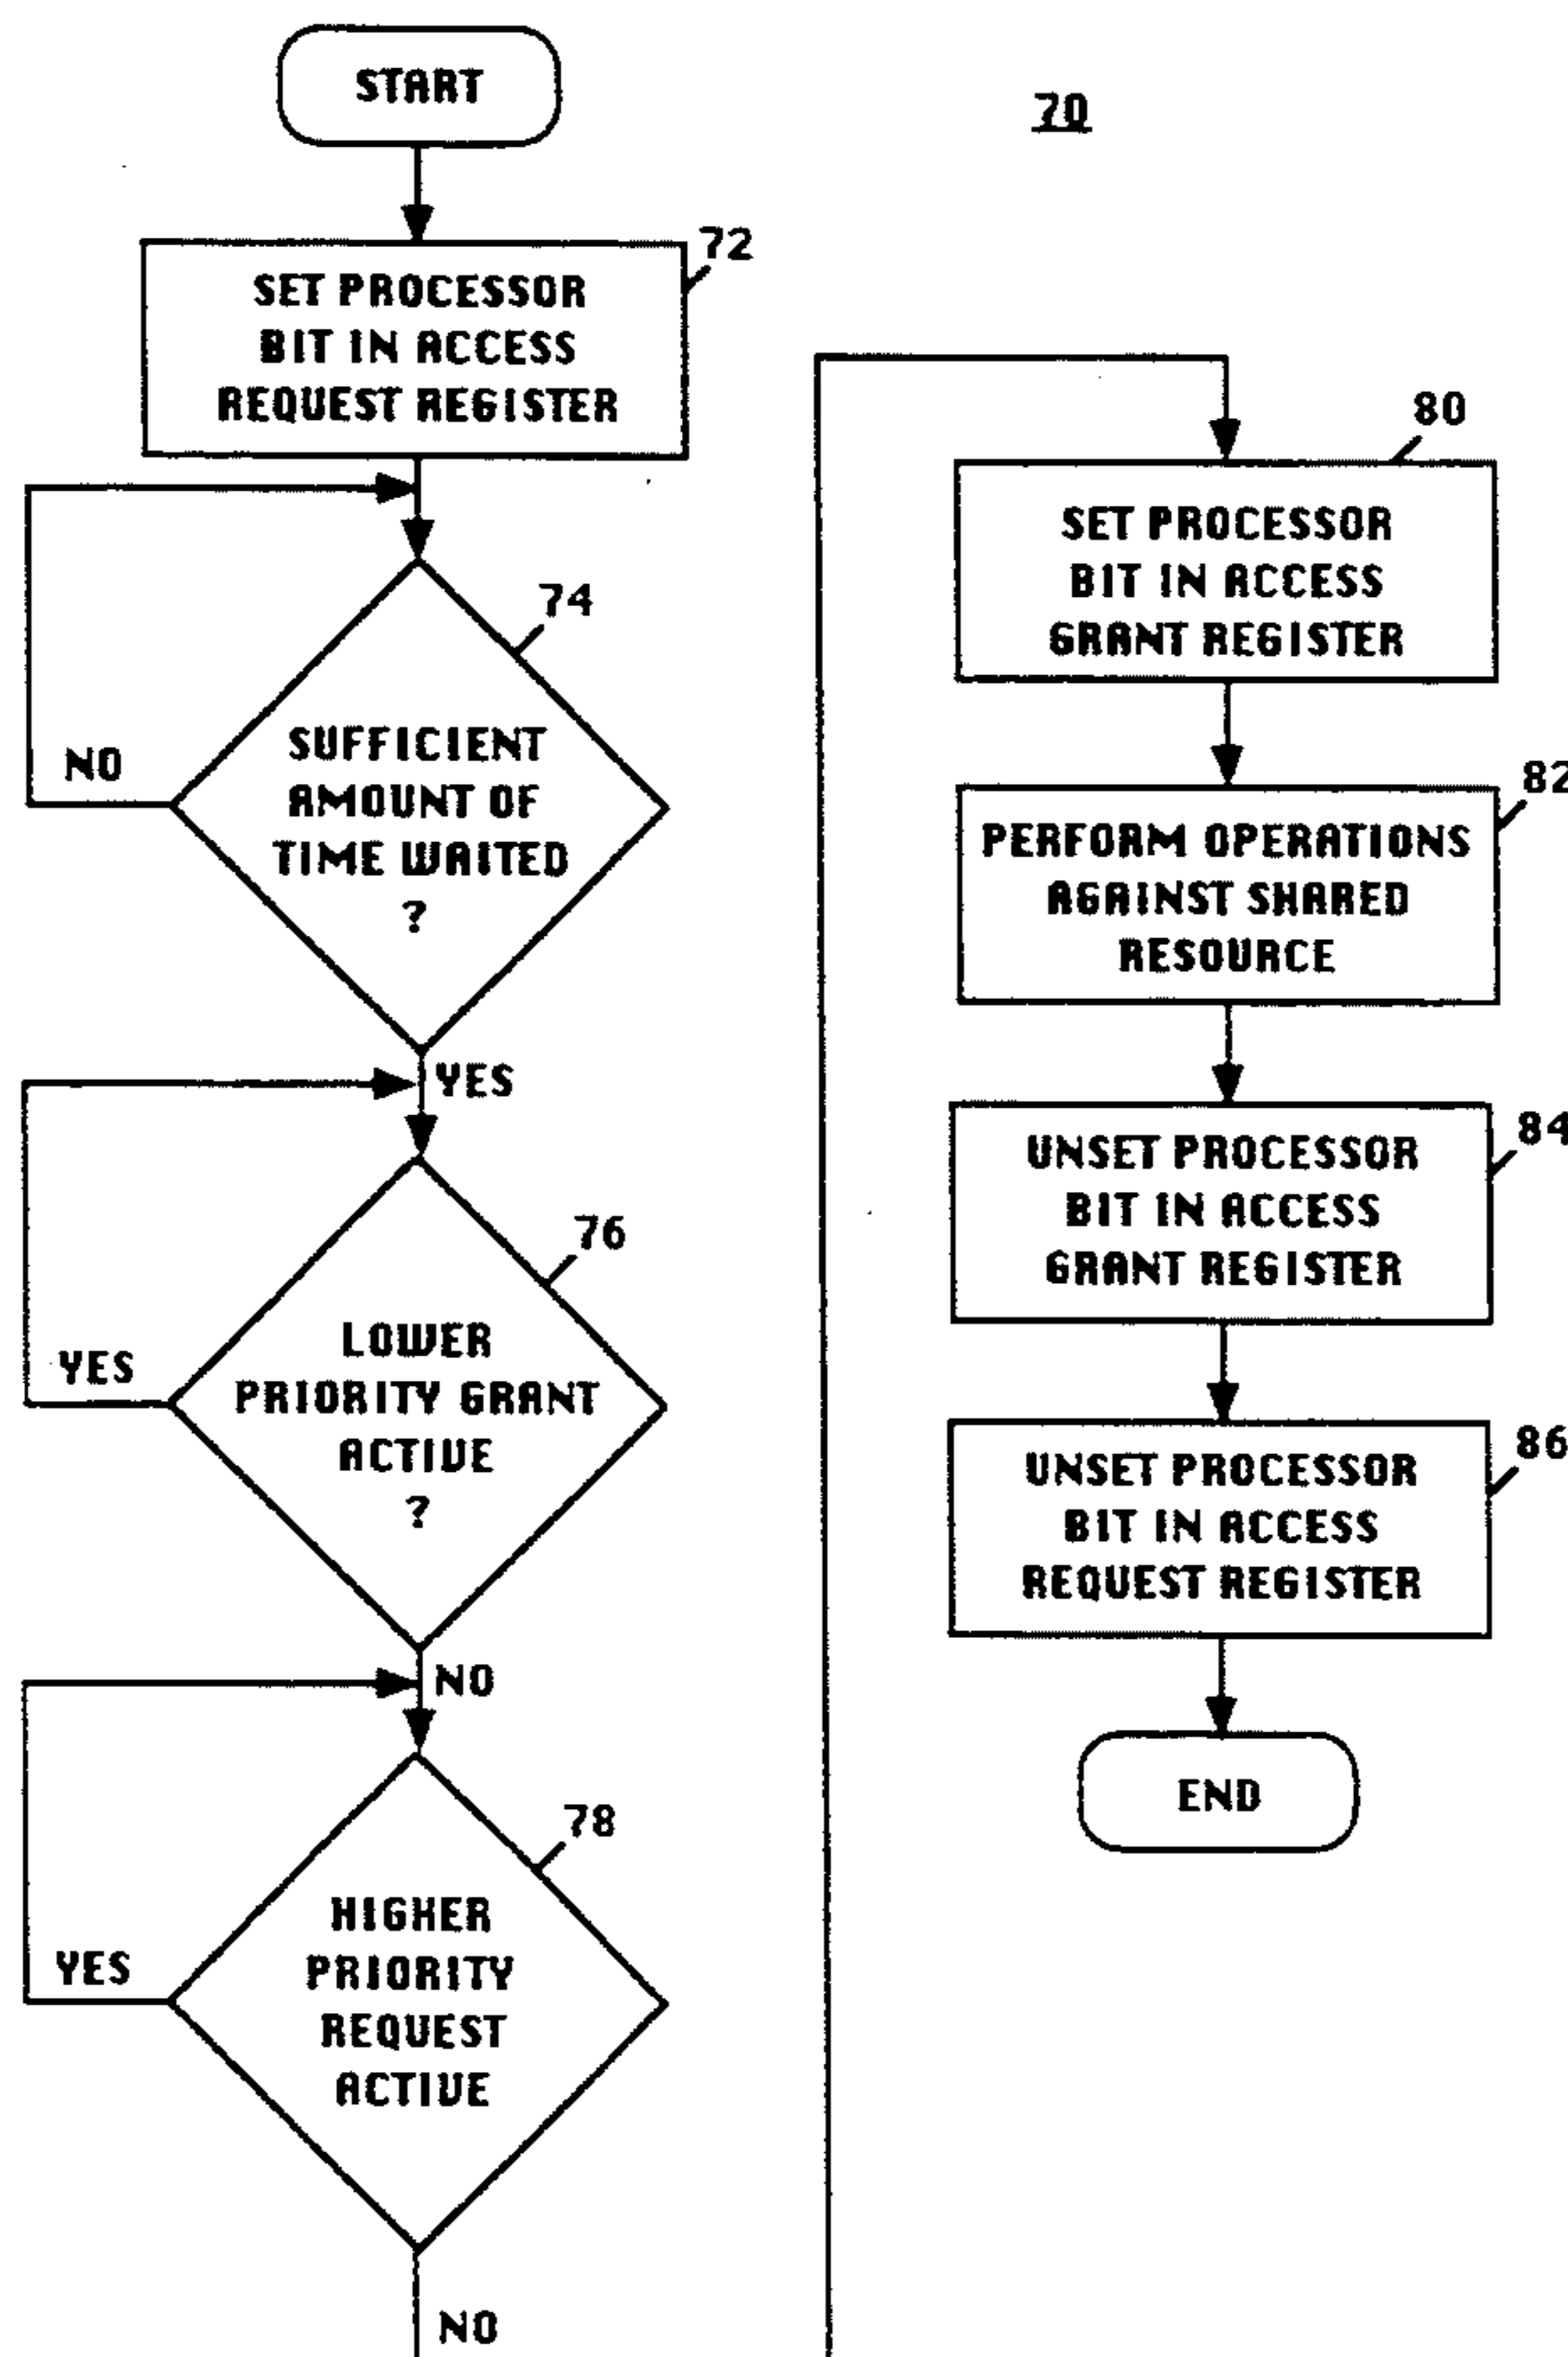 START
70
72
SET PROCESSOR
BIT IN ACCESS
REQUEST REGISTER
74
SUFFICIENT
AMOUNT OF
TIME WAITED
?
NO
YES
76
LOWER
PRIORITY GRANT
ACTIVE
?
YES
NO
78
HIGHER
PRIORITY
REQUEST
ACTIVE
YES
NO
80
SET PROCESSOR
BIT IN ACCESS
GRANT REGISTER
82
PERFORM OPERATIONS
AGAINST SHARED
RESOURCE
84
UNSET PROCESSOR
BIT IN ACCESS
GRANT REGISTER
86
UNSET PROCESSOR
BIT IN ACCESS
REQUEST REGISTER
END